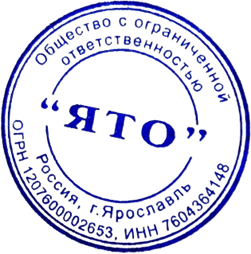 Общество с ограниченной
ответственностью
“ЯТО”
Россия, г.Ярославль
ОГРН 1207600002653, ИНН 7604364148